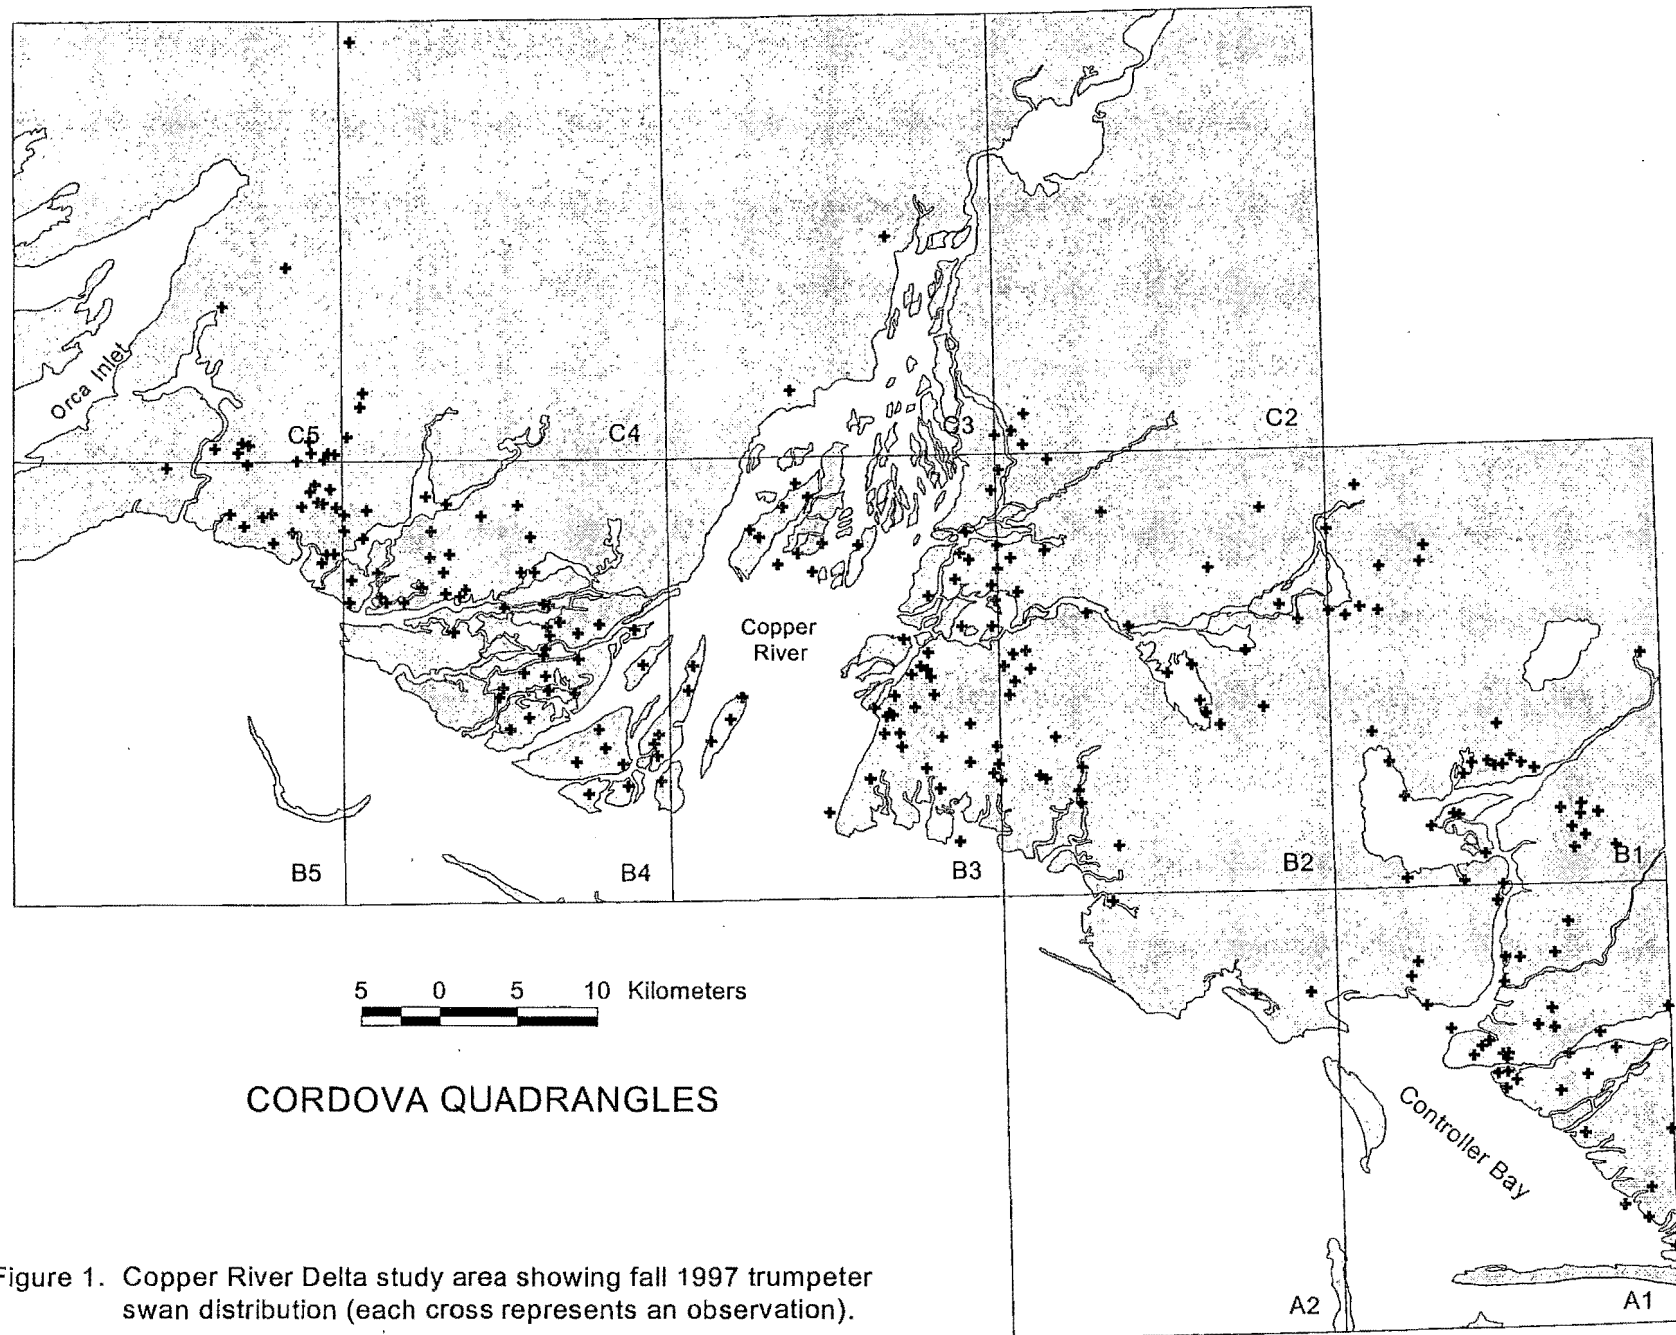 Orca Inlet
C5
C4
C3
C2
Copper
River
B5
B4
B3
B2
B1
5 0 5 10 Kilometers
CORDOVA QUADRANGLES
Controller Bay
Figure 1. Copper River Delta study area showing fall 1997 trumpeter
swan distribution (each cross represents an observation).
A2
A1